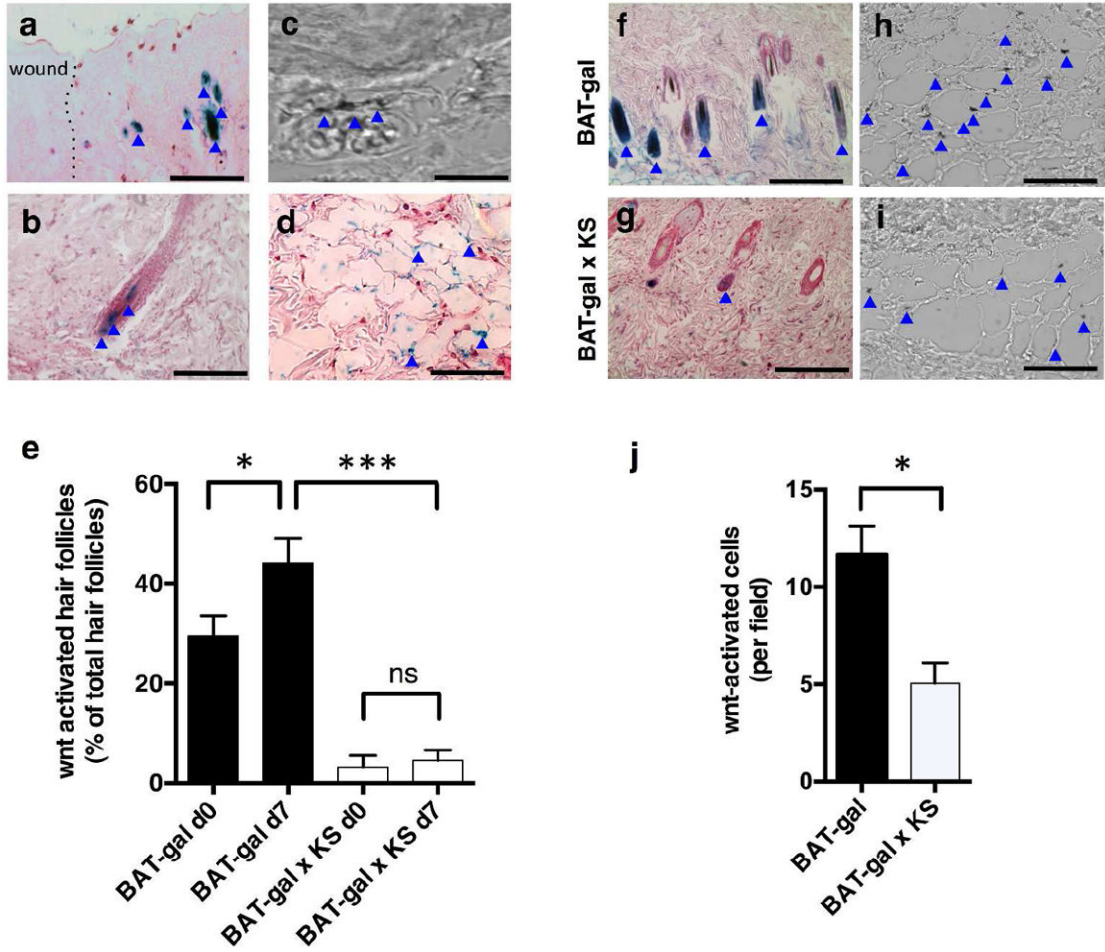 a
wound
b
c
d
f
g
h
i
BAT-gal
BAT-gal x KS
e
wnt activated hair follicles
(% of total hair follicles)
60
40
20
0
*
***
ns
BAT-gal d0
BAT-gal d7
BAT-gal x KS d0
BAT-gal x KS d7
j
wnt-activated cells
(per field)
15
10
5
0
*
BAT-gal
BAT-gal x KS